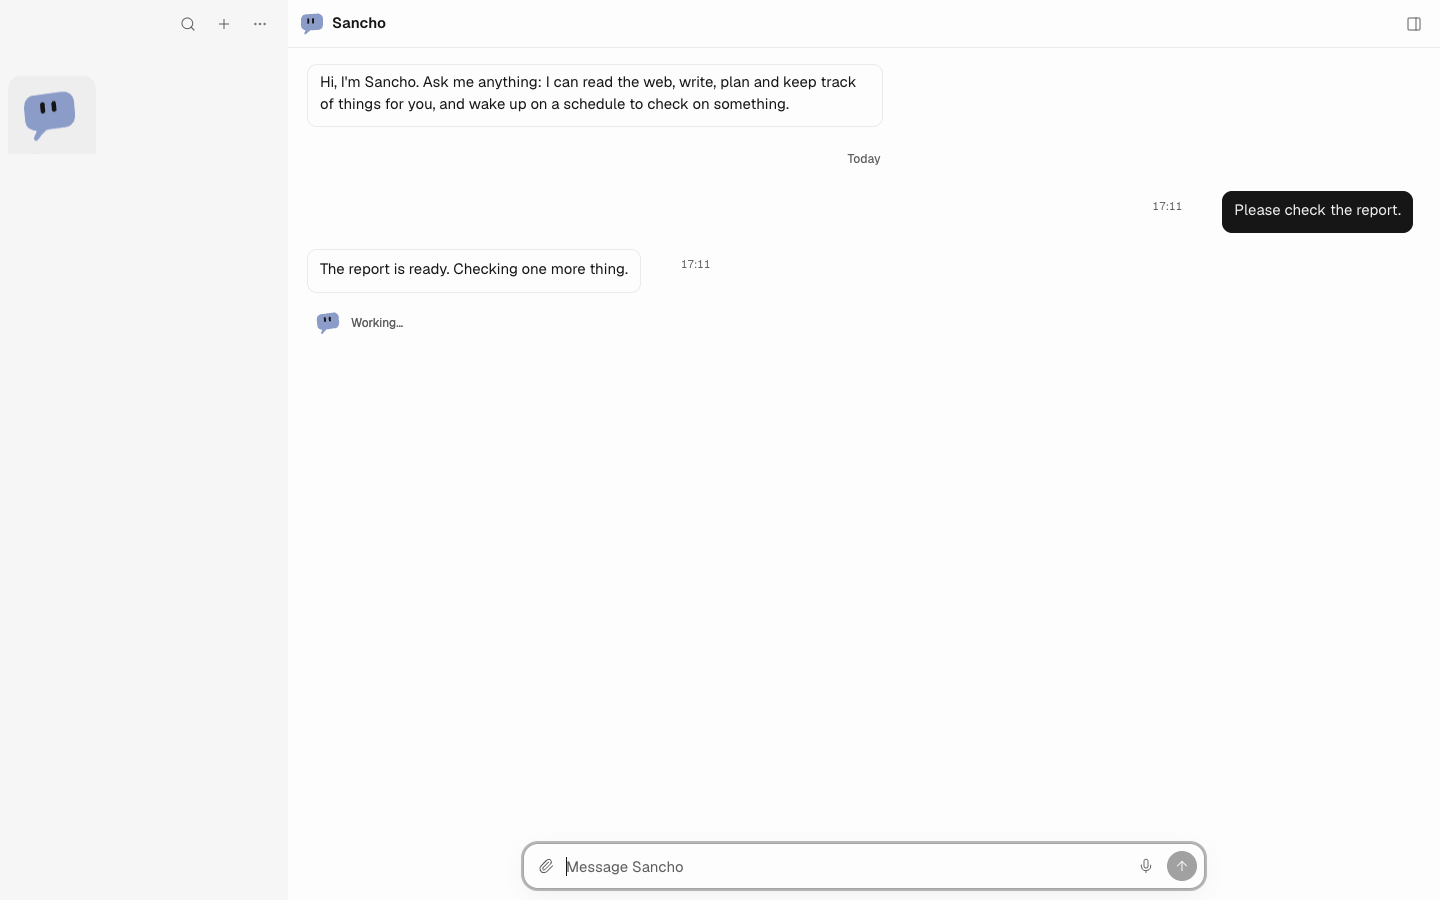 Sancho
Hi, I'm Sancho. Ask me anything: I can read the web, write, plan and keep track
of things for you, and wake up on a schedule to check on something.
Today
17:11
Please check the report.
The report is ready. Checking one more thing.
17:11
Working...
Message Sancho